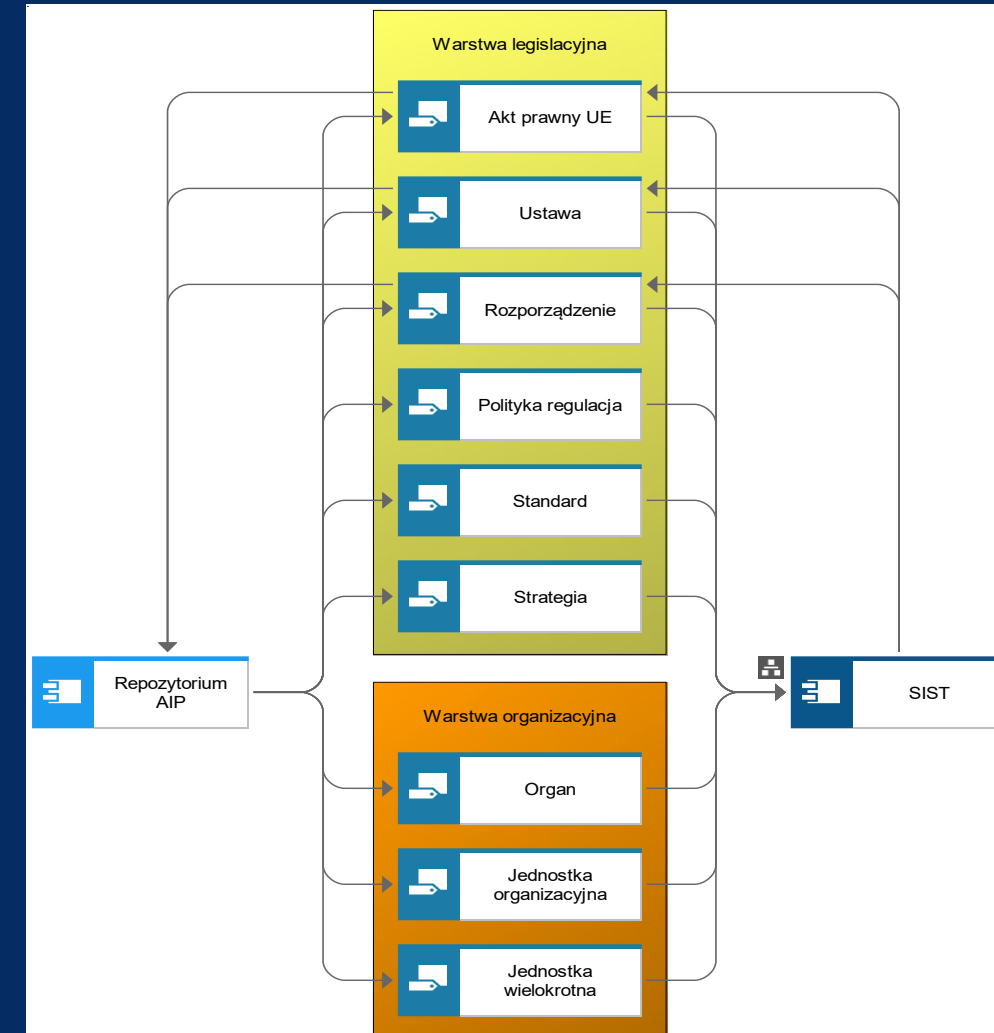 Warstwa legislacyjna
Akt prawny UE
Ustawa
Rozporządzenie
Polityka regulacja
Standard
Strategia
Repozytorium
AIP
SIST
Warstwa organizacyjna
Organ
Jednostka
organizacyjna
Jednostka
wielokrotna